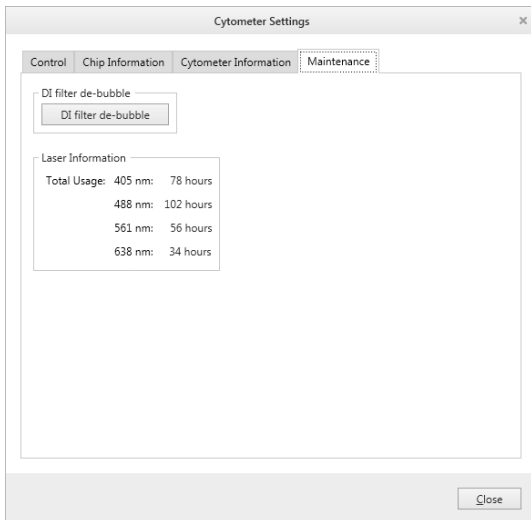 Cytometer Settings
Control Chip Information Cytometer Information Maintenance
DI filter de-bubble
DI filter de-bubble
Laser Information
Total Usage: 405 nm: 78 hours
488 nm: 102 hours
561 nm: 56 hours
638 nm: 34 hours
Close